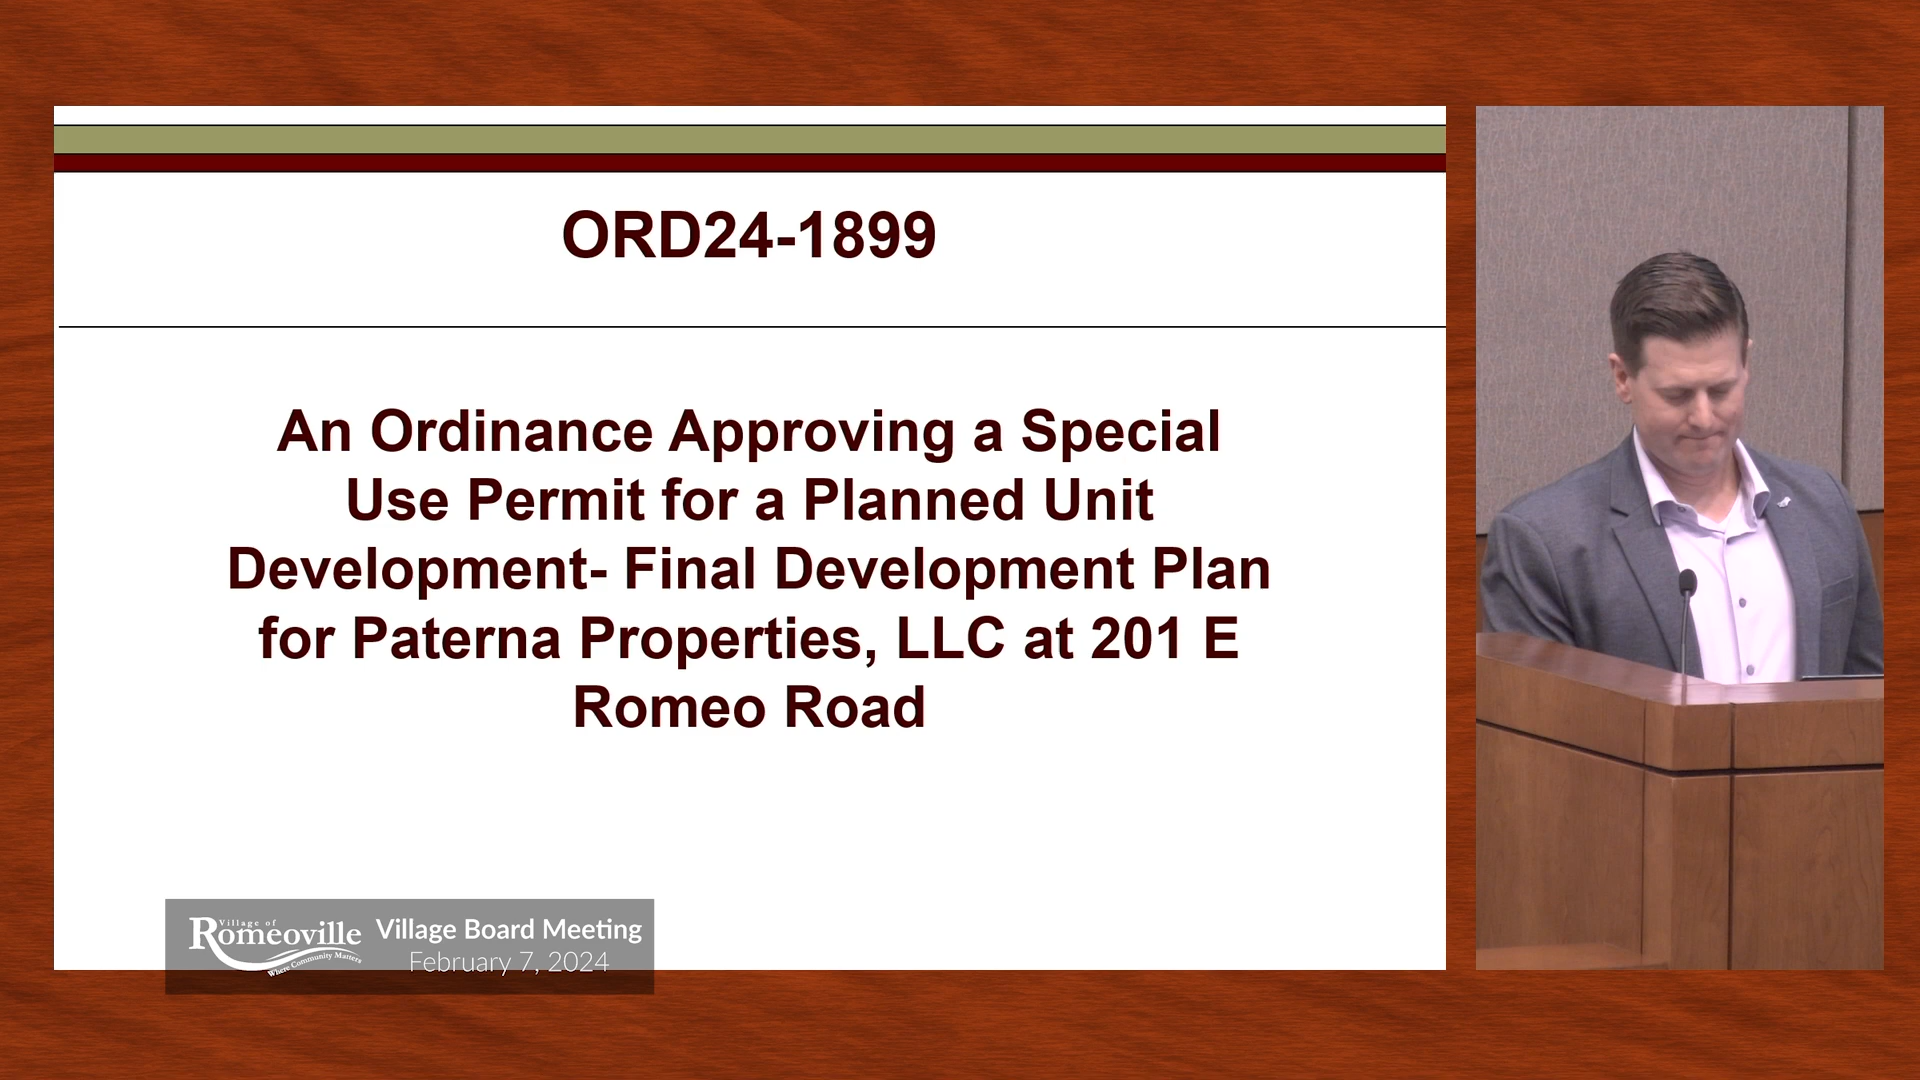 ORD24-1899
An Ordinance Approving a Special
Use Permit for a Planned Unit
Development- Final Development Plan
for Paterna Properties, LLC at 201 E
Romeo Road
Village of
Romeoville
Where Community Matters
Village Board Meeting
February 7, 2024